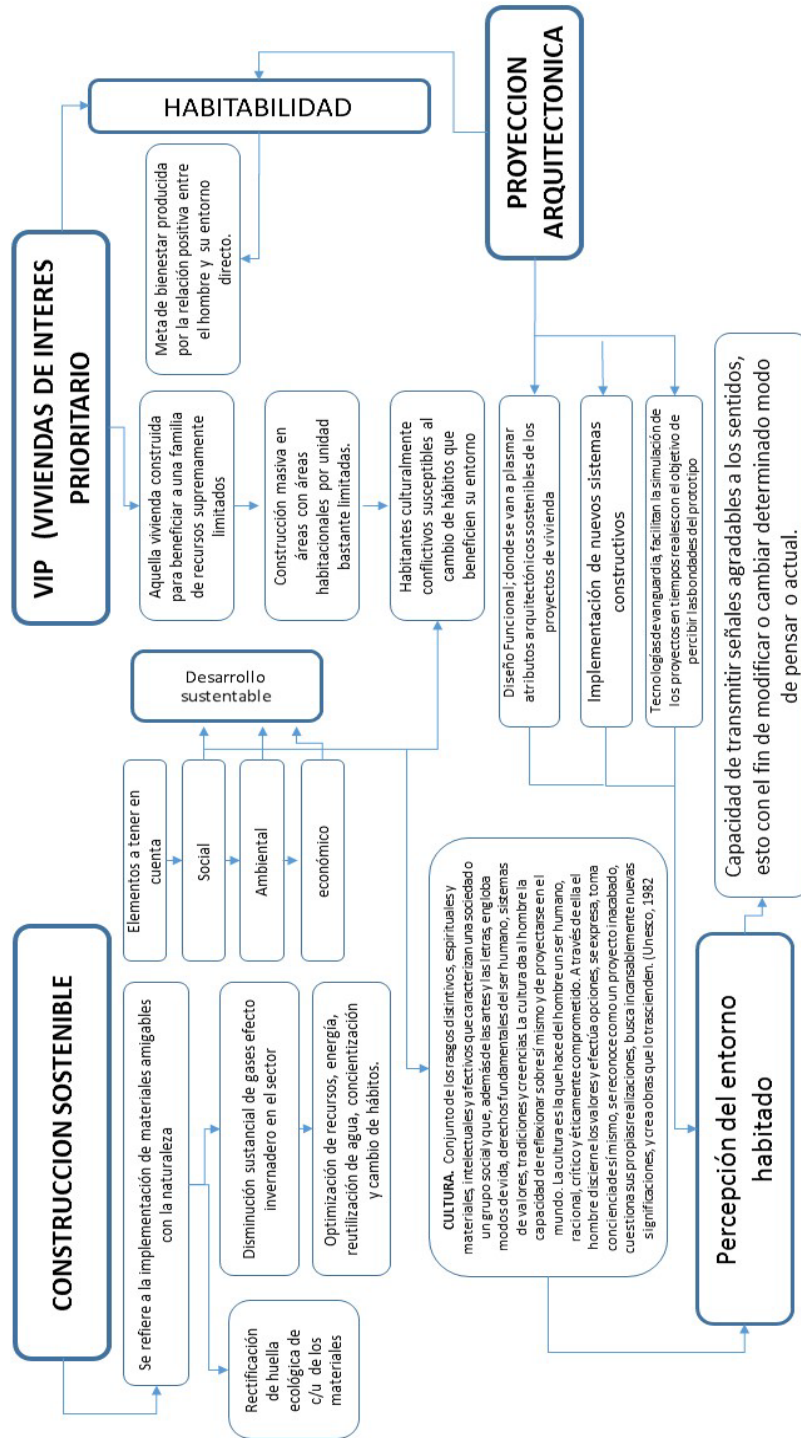 CONSTRUCCION SOSTENIBLE
Se refiere a la implementación de materiales amigables
con la naturaleza
Rectificación
de huella
ecológica de
c/u de los
materiales
Disminución sustancial de gases efecto
invernadero en el sector
Optimización de recursos, energía,
reutilización de agua, concientización
y cambio de hábitos.
Elementos a tener en
cuenta
Social
Ambiental
económico
Desarrollo
sustentable
VIP (VIVIENDAS DE INTERES
PRIORITARIO
Aquella vivienda construida
para beneficiar a una familia
de recursos supremamente
limitados
Construcción masiva en
áreas con áreas
habitacionales por unidad
bastante limitadas.
Habitantes culturalmente
conflictivos susceptibles al
cambio de hábitos que
beneficien su entorno
Meta de bienestar producida
por la relación positiva entre
el hombre y su entorno
directo.
HABITABILIDAD
CULTURA. Conjunto de los rasgos distintivos, espirituales y
materiales, intelectuales y afectivos que caracterizan una sociedad o
un grupo social y que, además de las artes y las letras, engloba
modos de vida, derechos fundamentales del ser humano, sistemas
de valores, tradiciones y creencias. La cultura da al hombre la
capacidad de reflexionar sobre sí mismo y de proyectarse en el
mundo. La cultura es la que hace del hombre un ser humano,
racional, crítico y éticamente comprometido. A través de ella el
hombre discierne los valores y efectúa opciones, se expresa, toma
conciencia de sí mismo, se reconoce como un proyecto inacabado,
cuestiona sus propias realizaciones, busca incansablemente nuevas
significaciones, y crea obras que lo trascienden. (Unesco, 1982
Diseño Funcional; donde se van a plasmar
atributos arquitectónicos sostenibles de los
proyectos de vivienda
Implementación de nuevos sistemas
constructivos
Tecnologías de vanguardia, facilitan la simulación de
los proyectos en tiempos reales con el objetivo de
percibir las bondades del prototipo
PROYECCION
ARQUITECTONICA
Percepción del entorno
habitado
Capacidad de transmitir señales agradables a los sentidos,
esto con el fin de modificar o cambiar determinado modo
de pensar o actual.